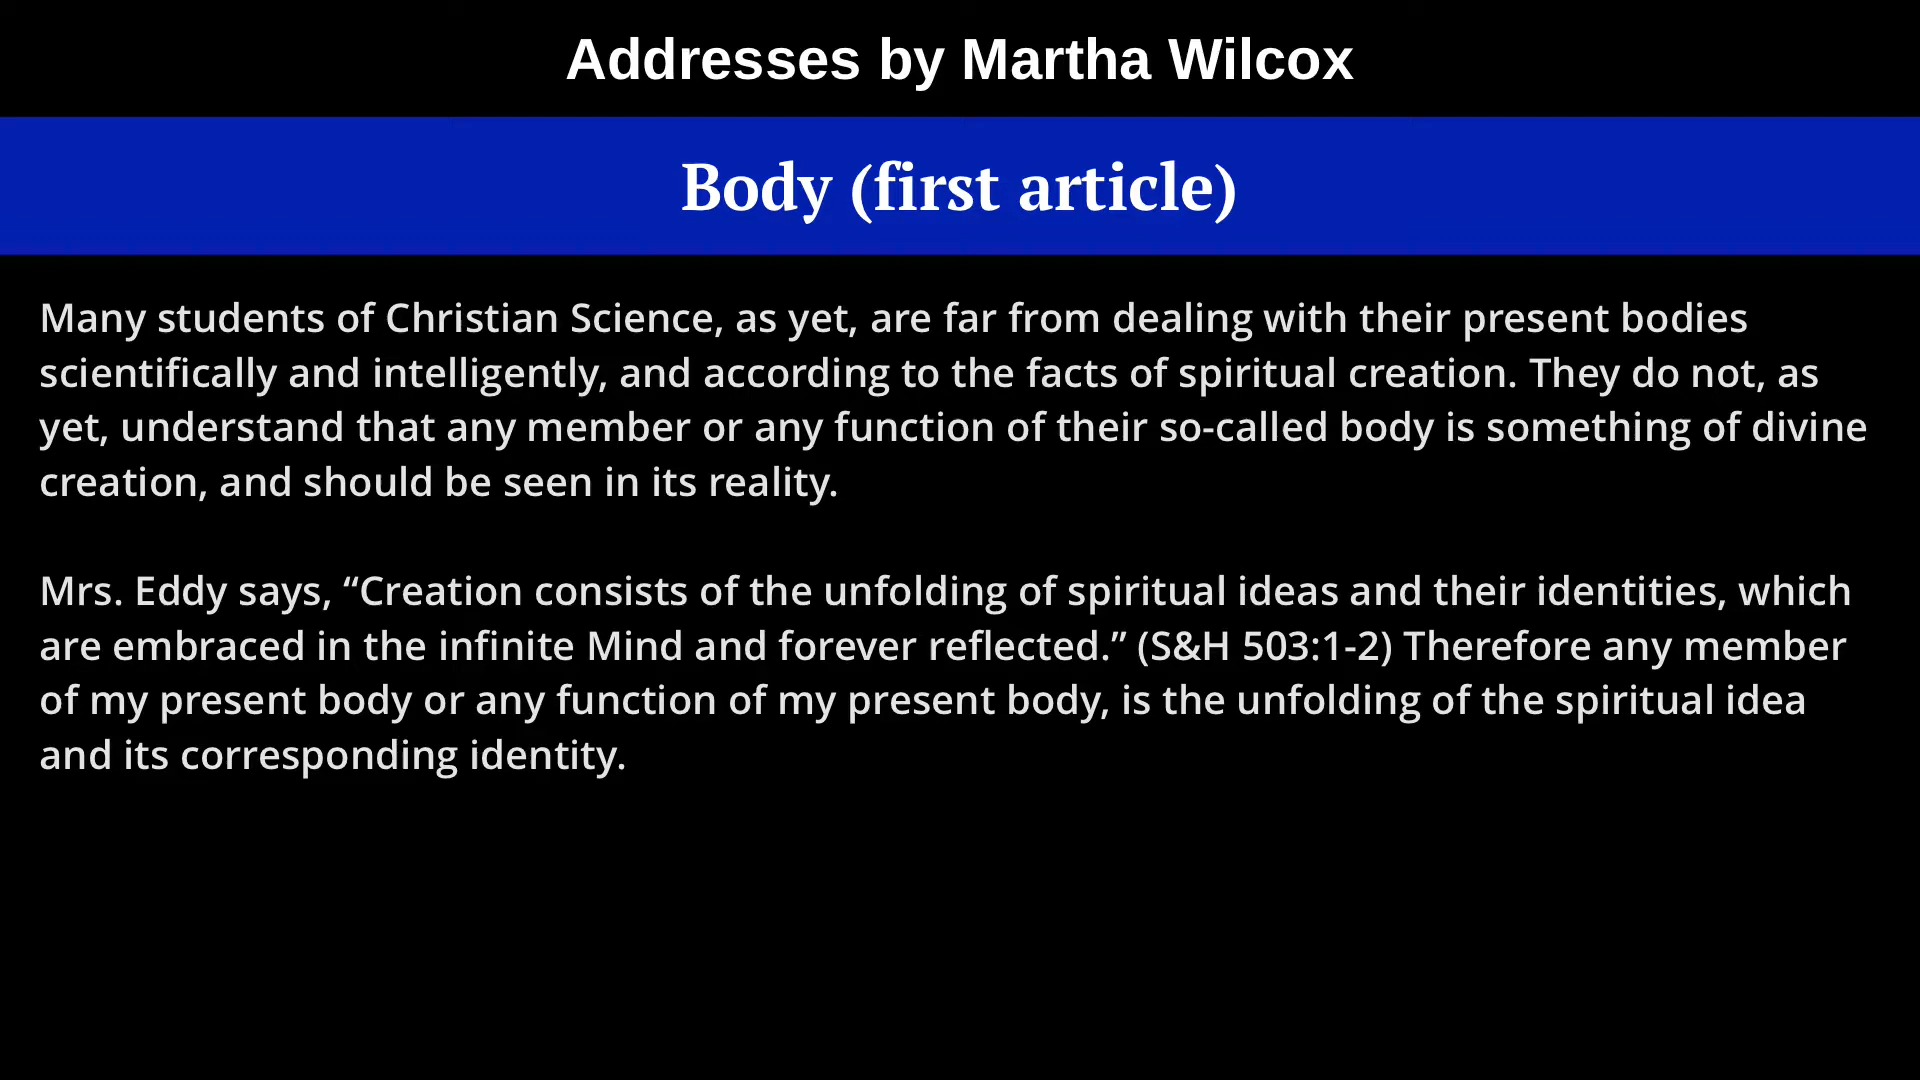 Addresses by Martha Wilcox
Body (first article)
Many students of Christian Science, as yet, are far from dealing with their present bodies
scientifically and intelligently, and according to the facts of spiritual creation. They do not, as
yet, understand that any member or any function of their so-called body is something of divine
creation, and should be seen in its reality.
Mrs. Eddy says, “Creation consists of the unfolding of spiritual ideas and their identities, which
are embraced in the infinite Mind and forever reflected.” (S&H 503:1-2) Therefore any member
of my present body or any function of my present body, is the unfolding of the spiritual idea
and its corresponding identity.